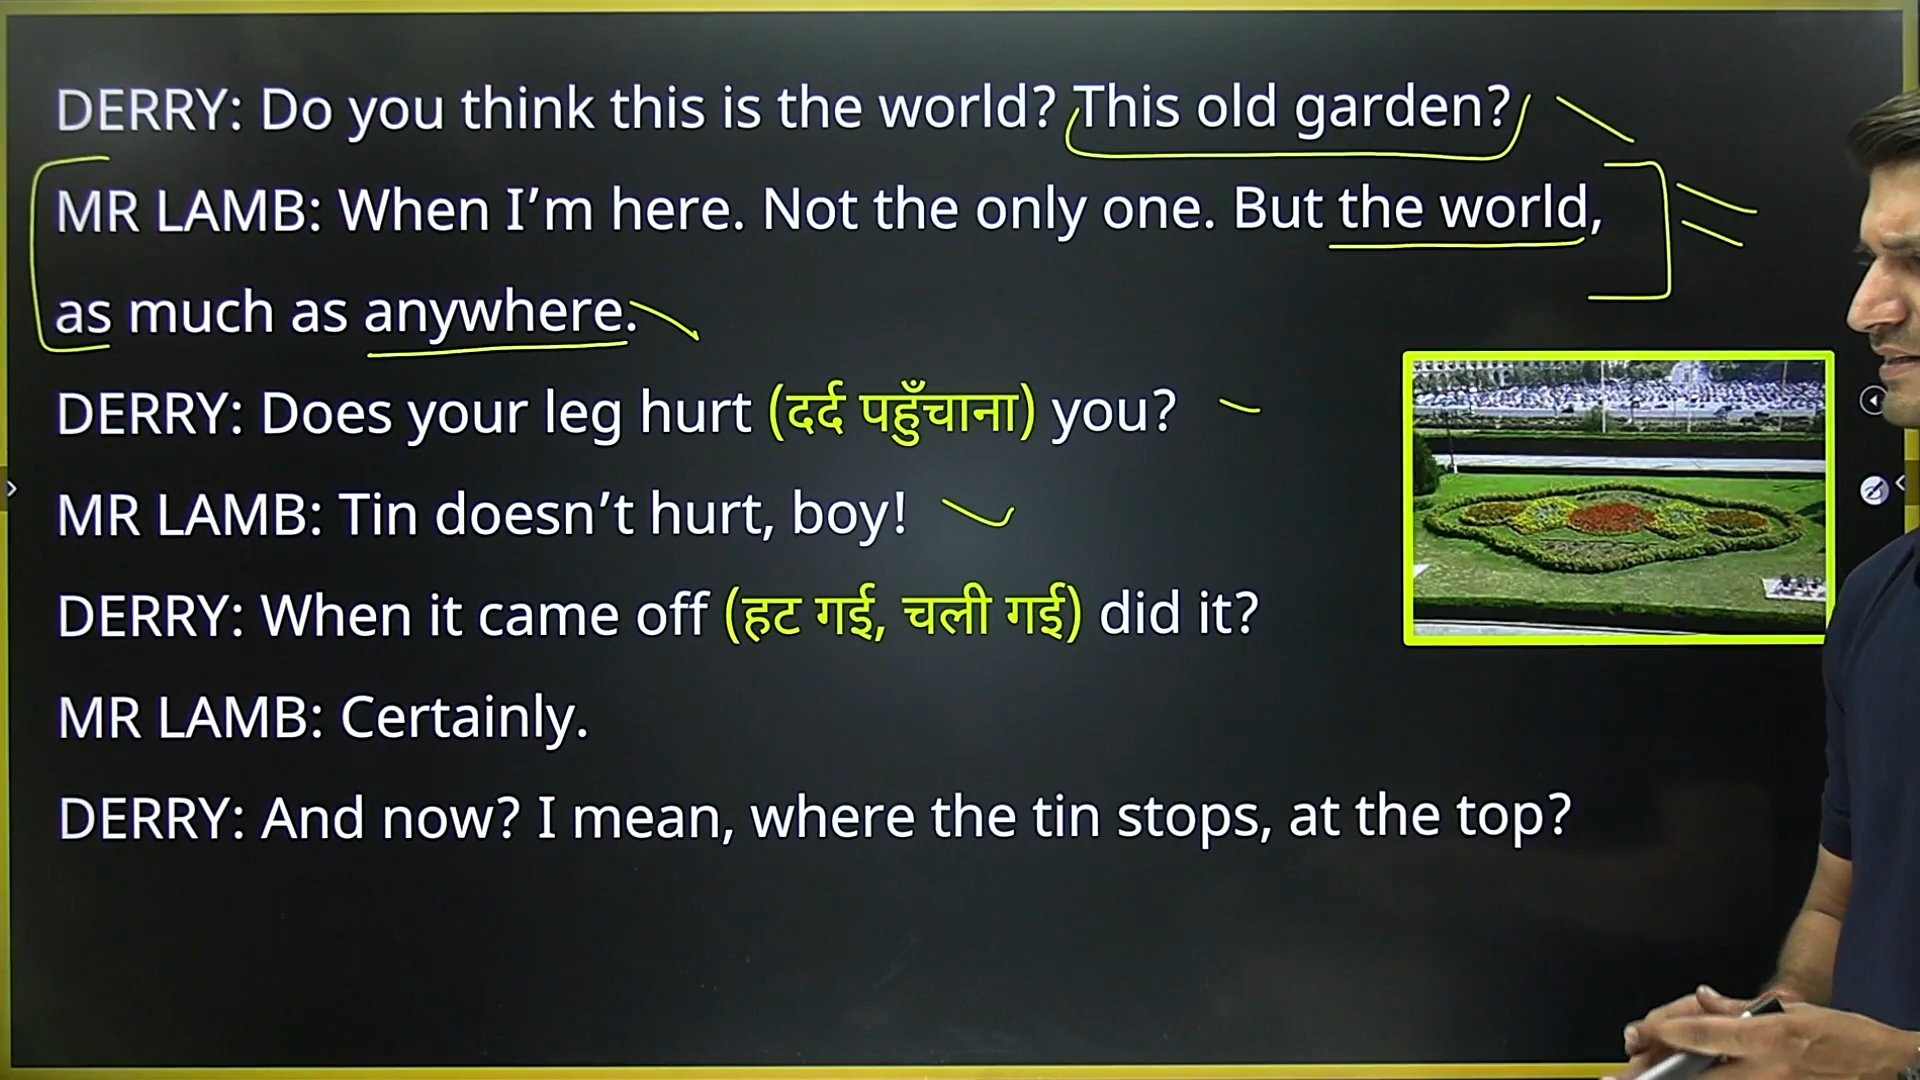 DERRY: Do you think this is the world? This old garden?
MR LAMB: When I’m here. Not the only one. But the world,
as much as anywhere.
DERRY: Does your leg hurt (दर्द पहुँचाना) you?
MR LAMB: Tin doesn’t hurt, boy!
DERRY: When it came off (हट गई, चली गई) did it?
MR LAMB: Certainly.
DERRY: And now? I mean, where the tin stops, at the top?